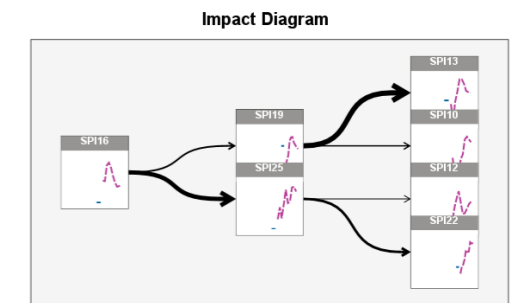 Impact Diagram
SPI13
SPI19
SPI10
SPI16
SPI25
SPI12
SPI22